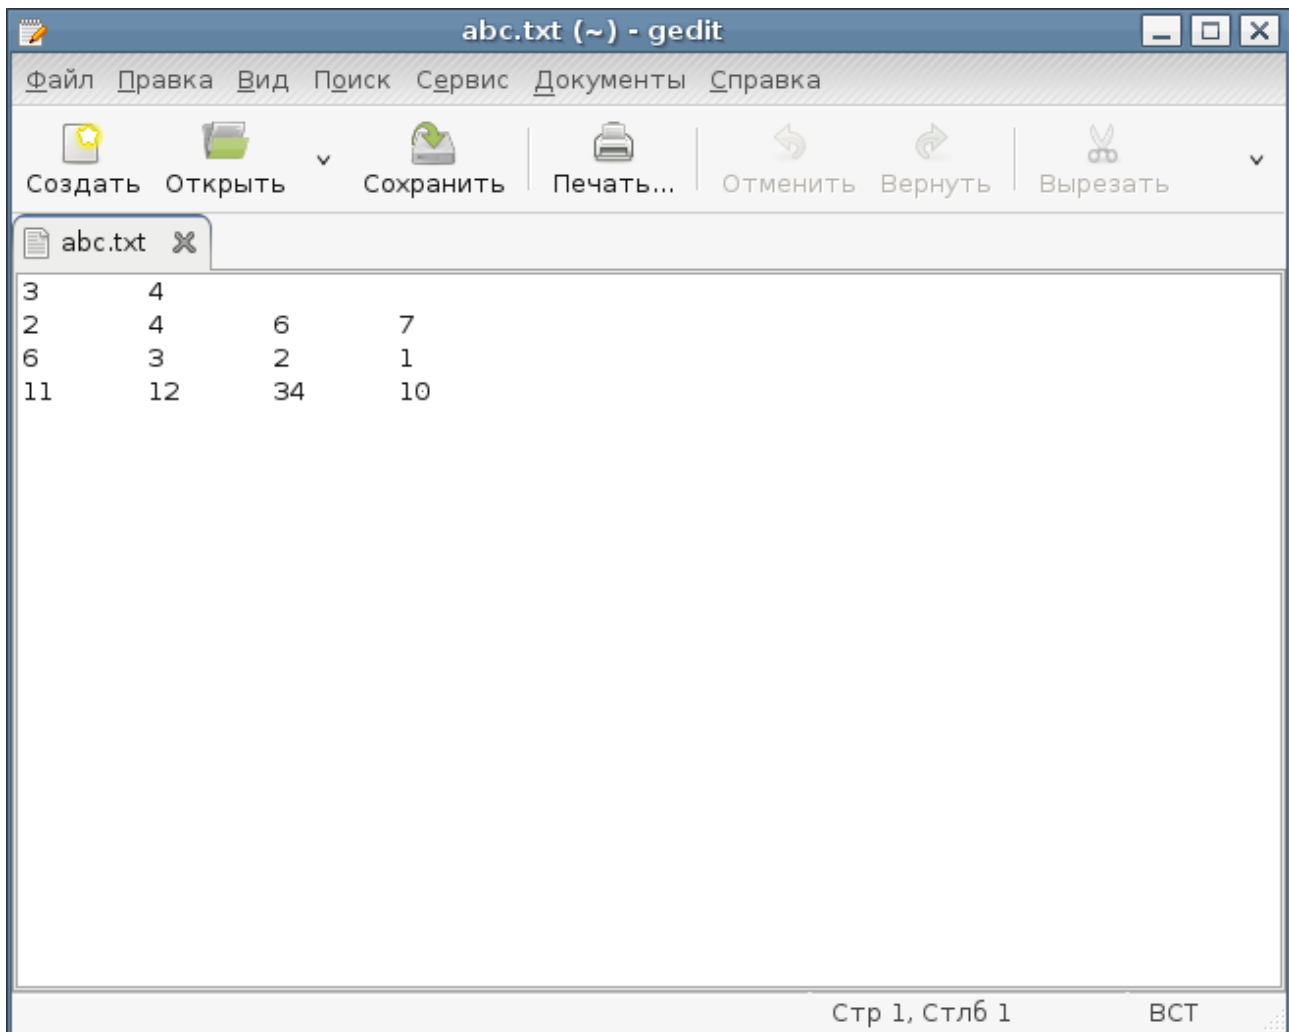 abc.txt (~) - gedit
Файл Правка Вид Поиск Сервис Документы Справка
Создать Открыть Сохранить Печать... Отменить Вернуть Вырезать
abc.txt
3 4
2 4 6 7
6 3 2 1
11 12 34 10
Стр 1, Стлб 1 ВСТ